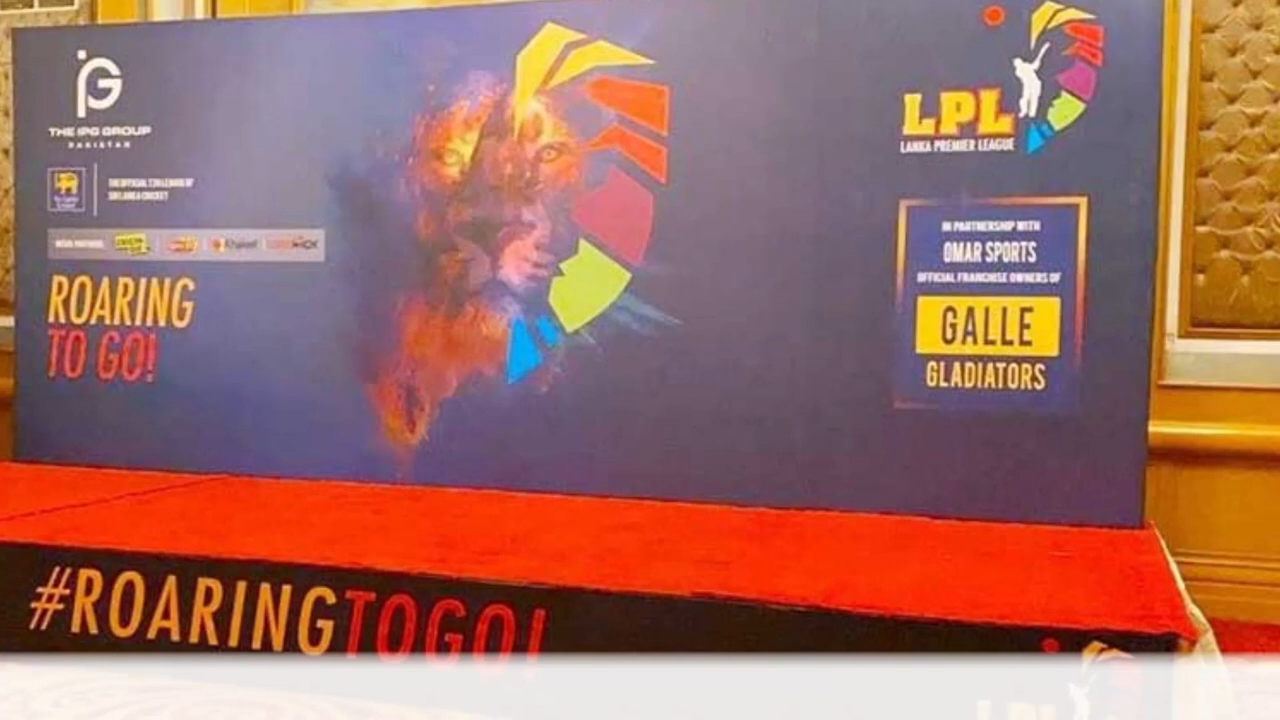 THE IPG GROUP
PAKISTAN
THE OFFICIAL T20 LEAGUE OF
SRI LANKA CRICKET
ROARING
TO GO!
LPL
LANKA PREMIER LEAGUE
IN PARTNERSHIP WITH
OMAR SPORTS
OFFICIAL FRANCHISE OWNERS OF
GALLE
GLADIATORS
#ROARINGTOGO!
LPL